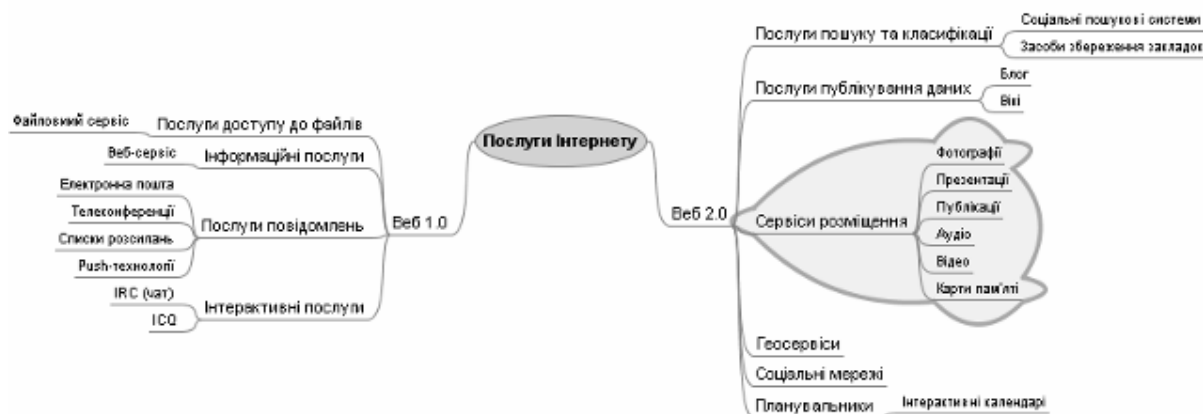 Послуги Інтернету
Веб 1.0
Послуги доступу до файлів
Файловий сервіс
Інформаційні послуги
Веб-сервіс
Послуги повідомлень
Електронна пошта
Телеконференції
Списки розсилань
Push-технології
Інтерактивні послуги
IRC (чат)
ICQ
Веб 2.0
Послуги пошуку та класифікації
Соціальні пошукові системи
Засоби збереження закладок
Послуги публікування даних
Блог
Вікі
Сервіси розміщення
Фотографії
Презентації
Публікації
Аудіо
Відео
Карти пам'яті
Геосервіси
Соціальні мережі
Планувальники
Інтерактивні календарі